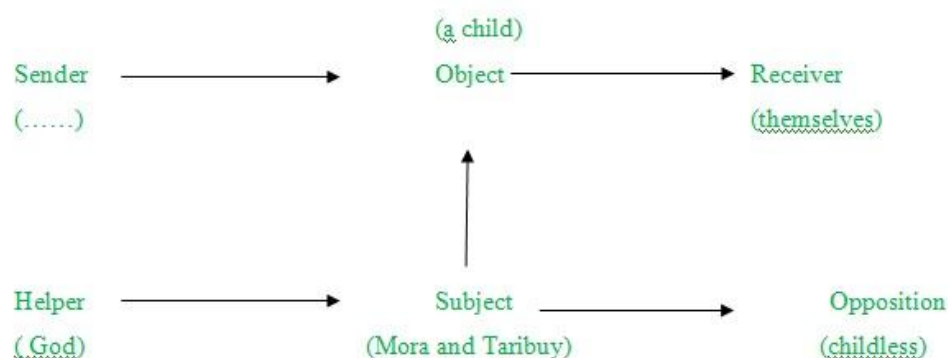 (a child)
Sender Object Receiver
(......) (themselves)
Helper Subject Opposition
( God) (Mora and Taribuy) (childless)